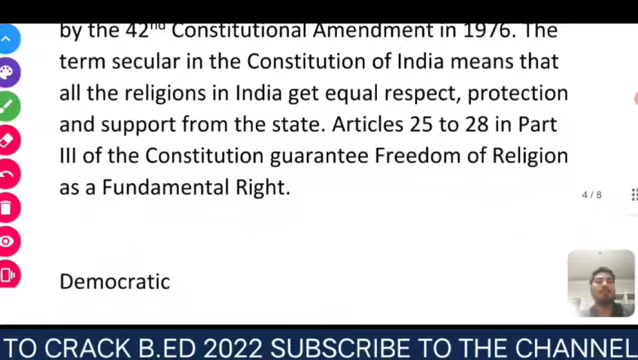 by the 42nd Constitutional Amendment in 1976. The
term secular in the Constitution of India means that
all the religions in India get equal respect, protection
and support from the state. Articles 25 to 28 in Part
III of the Constitution guarantee Freedom of Religion
as a Fundamental Right.
4 / 8
Democratic
TO CRACK B.ED 2022 SUBSCRIBE TO THE CHANNEL